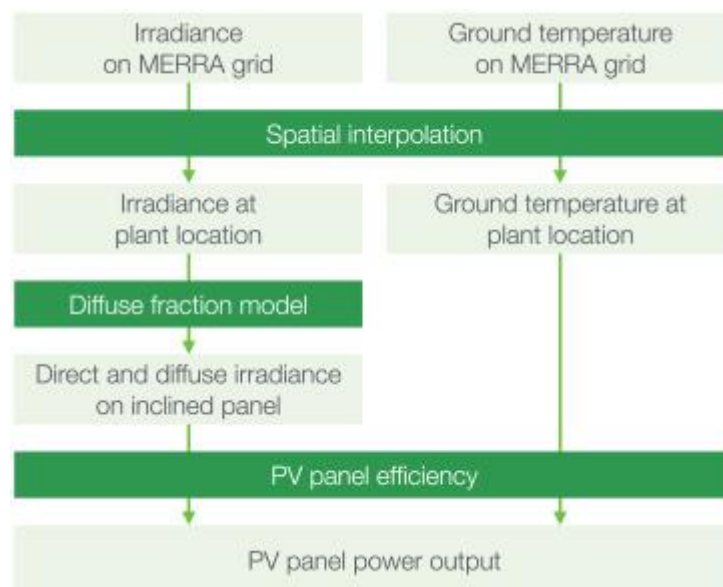 Irradiance
on MERRA grid
Ground temperature
on MERRA grid
Spatial interpolation
Irradiance at
plant location
Ground temperature at
plant location
Diffuse fraction model
Direct and diffuse irradiance
on inclined panel
PV panel efficiency
PV panel power output